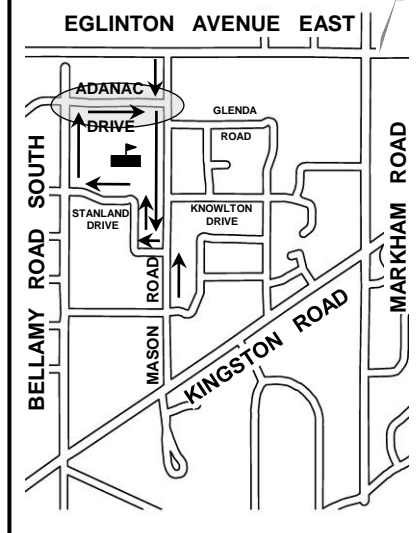 EGLINTON AVENUE EAST
ADANAC
DRIVE
GLENDA
ROAD
STANLAND
DRIVE
KNOWLTON
DRIVE
BELLAMY ROAD SOUTH
MASON ROAD
KINGSTON ROAD
MARKHAM ROAD